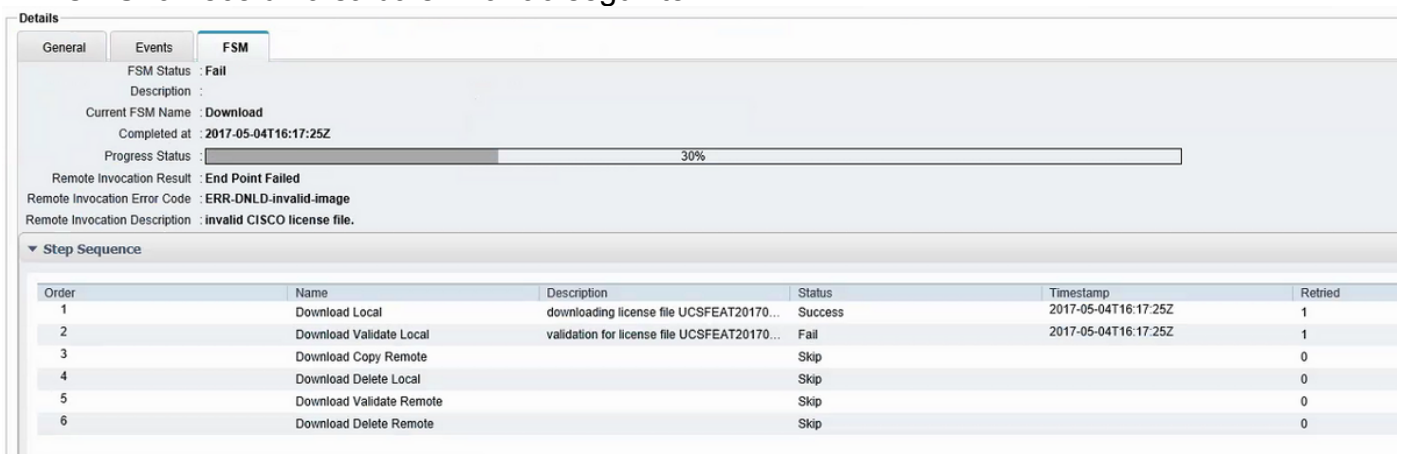 Details
General Events FSM
FSM Status : Fail
Description :
Current FSM Name : Download
Completed at : 2017-05-04T16:17:25Z
Progress Status : 30%
Remote Invocation Result : End Point Failed
Remote Invocation Error Code : ERR-DNLD-invalid-image
Remote Invocation Description : invalid CISCO license file.
Step Sequence
Order Name Description Status Timestamp Retried
1 Download Local downloading license file UCSFEAT20170... Success 2017-05-04T16:17:25Z 1
2 Download Validate Local validation for license file UCSFEAT20170... Fail 2017-05-04T16:17:25Z 1
3 Download Copy Remote Skip 0
4 Download Delete Local Skip 0
5 Download Validate Remote Skip 0
6 Download Delete Remote Skip 0